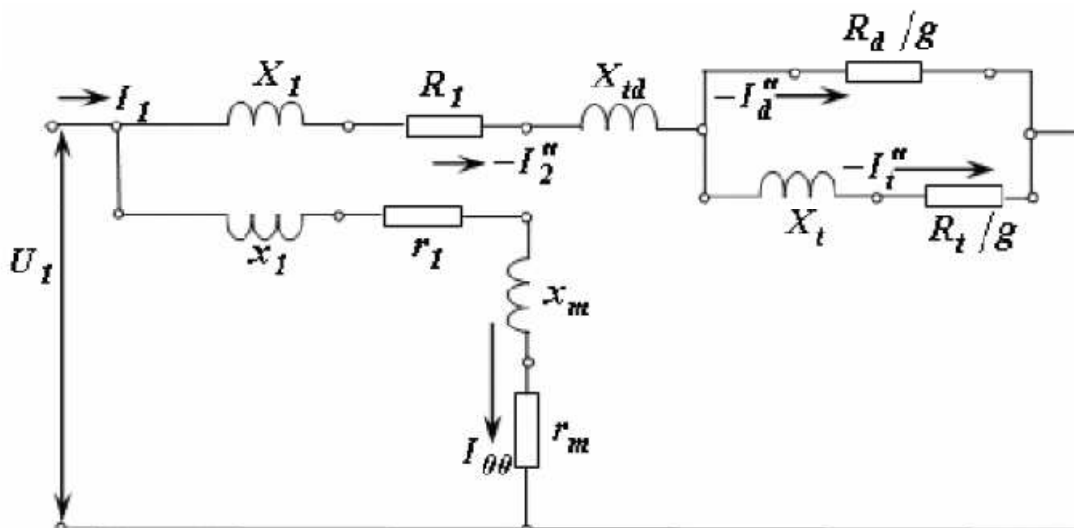 R_d /g
X_1
R_1
X_td
I_1
-I_d^"
-I_2^"
-I_t^"
x_1
r_1
X_t
R_t /g
U_1
x_m
I_00
r_m